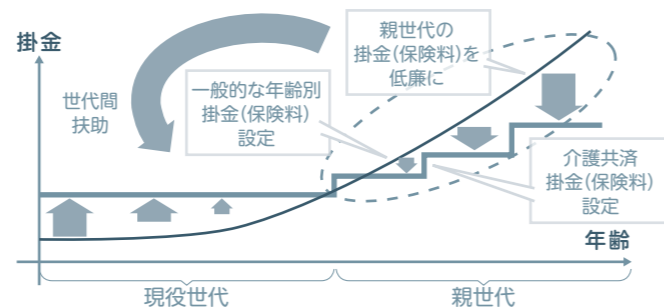 掛金
親世代の
掛金(保険料)を
低廉に
世代間
扶助
一般的な年齢別
掛金(保険料)
設定
介護共済
掛金(保険料)
設定
年齢
現役世代
親世代